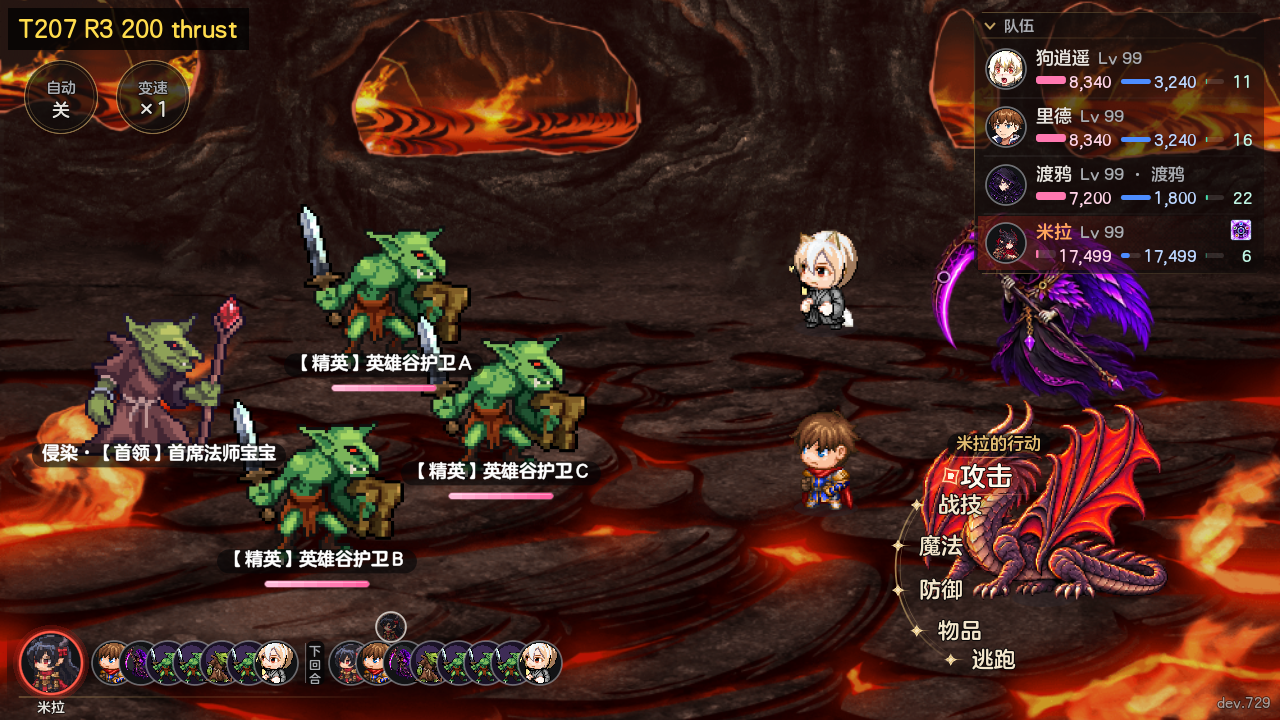 T207 R3 200 thrust
自动
关
变速
×1
队伍
狗逍遥 Lv 99
8,340 3,240 11
里德 Lv 99
8,340 3,240 16
渡鸦 Lv 99 · 渡鸦
7,200 1,800 22
米拉 Lv 99
17,499 17,499 6
【精英】英雄谷护卫A
侵染·【首领】首席法师宝宝
【精英】英雄谷护卫C
【精英】英雄谷护卫B
米拉的行动
攻击
战技
魔法
防御
物品
逃跑
下回合
米拉
dev.729